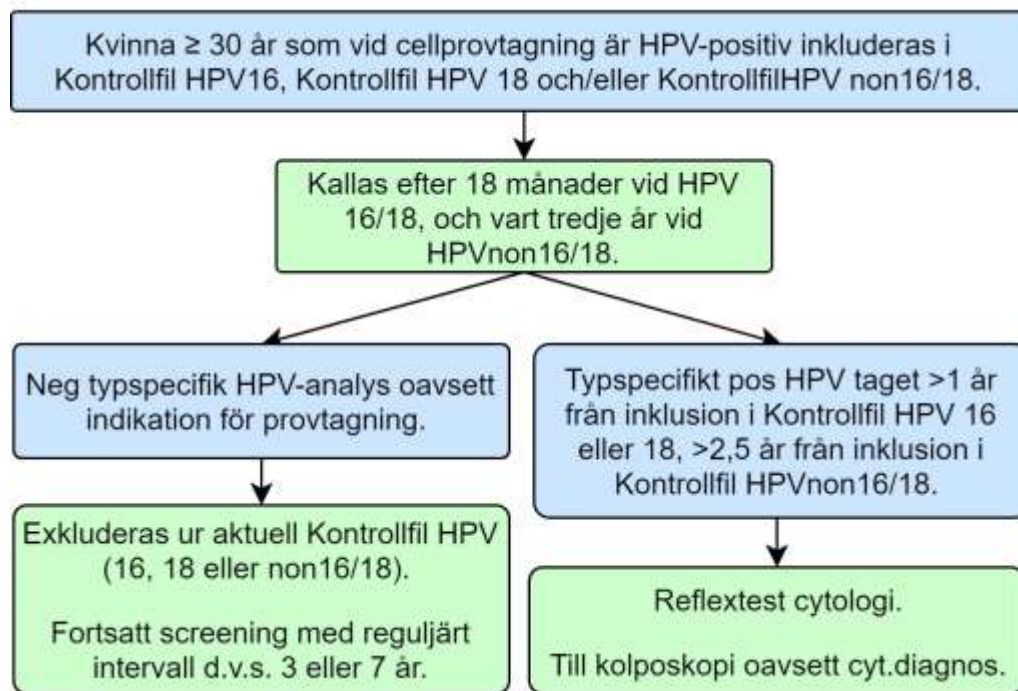 Kvinna ≥ 30 år som vid cellprovtagning är HPV-positiv inkluderas i
Kontrollfil HPV16, Kontrollfil HPV 18 och/eller KontrollfilHPV non16/18.
Kallas efter 18 månader vid HPV
16/18, och vart tredje år vid
HPVnon16/18.
Neg typspecifik HPV-analys oavsett
indikation för provtagning.
Typspecifikt pos HPV taget >1 år
från inklusion i Kontrollfil HPV 16
eller 18, >2,5 år från inklusion i
Kontrollfil HPVnon16/18.
Exkluderas ur aktuell Kontrollfil HPV
(16, 18 eller non16/18).
Fortsatt screening med reguljärt
intervall d.v.s. 3 eller 7 år.
Reflextest cytologi.
Till kolposkopi oavsett cyt.diagnos.